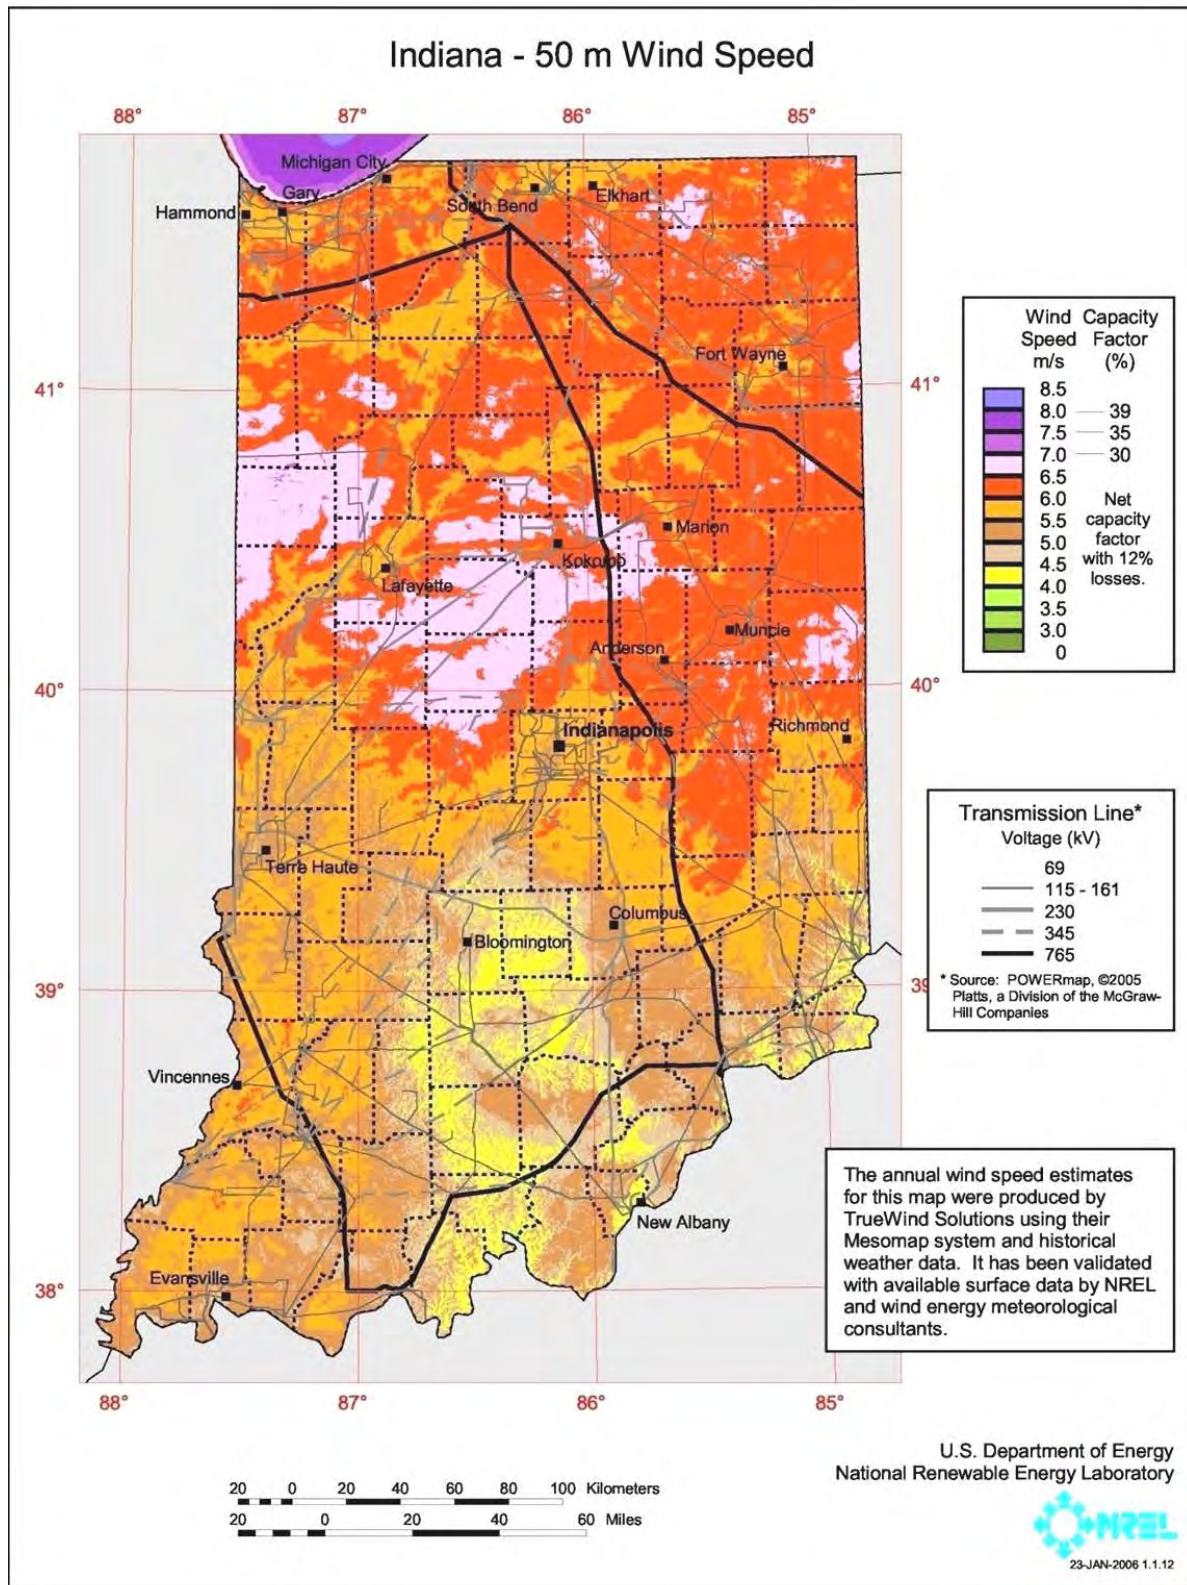 Indiana - 50 m Wind Speed
88° 87° 86° 85°
Michigan City
Gary
Hammond
South Bend
Elkhart
Fort Wayne
41° 41°
Marion
Kokomo
Lafayette
Muncie
Anderson
40° 40°
Richmond
Indianapolis
Terre Haute
Columbus
Bloomington
39° 39
Vincennes
New Albany
Evansville
38°
88° 87° 86° 85°
Wind Speed m/s
Capacity Factor (%)
8.5
8.0 39
7.5 35
7.0 30
6.5
6.0
5.5
5.0
4.5
4.0
3.5
3.0
0
Net
capacity
factor
with 12%
losses.
Transmission Line*
Voltage (kV)
69
115 - 161
230
345
765
* Source: POWERmap, ©2005
Platts, a Division of the McGraw-
Hill Companies
The annual wind speed estimates
for this map were produced by
TrueWind Solutions using their
Mesomap system and historical
weather data. It has been validated
with available surface data by NREL
and wind energy meteorological
consultants.
U.S. Department of Energy
National Renewable Energy Laboratory
20 0 20 40 60 80 100 Kilometers
20 0 20 40 60 Miles
NREL
23-JAN-2006 1.1.12